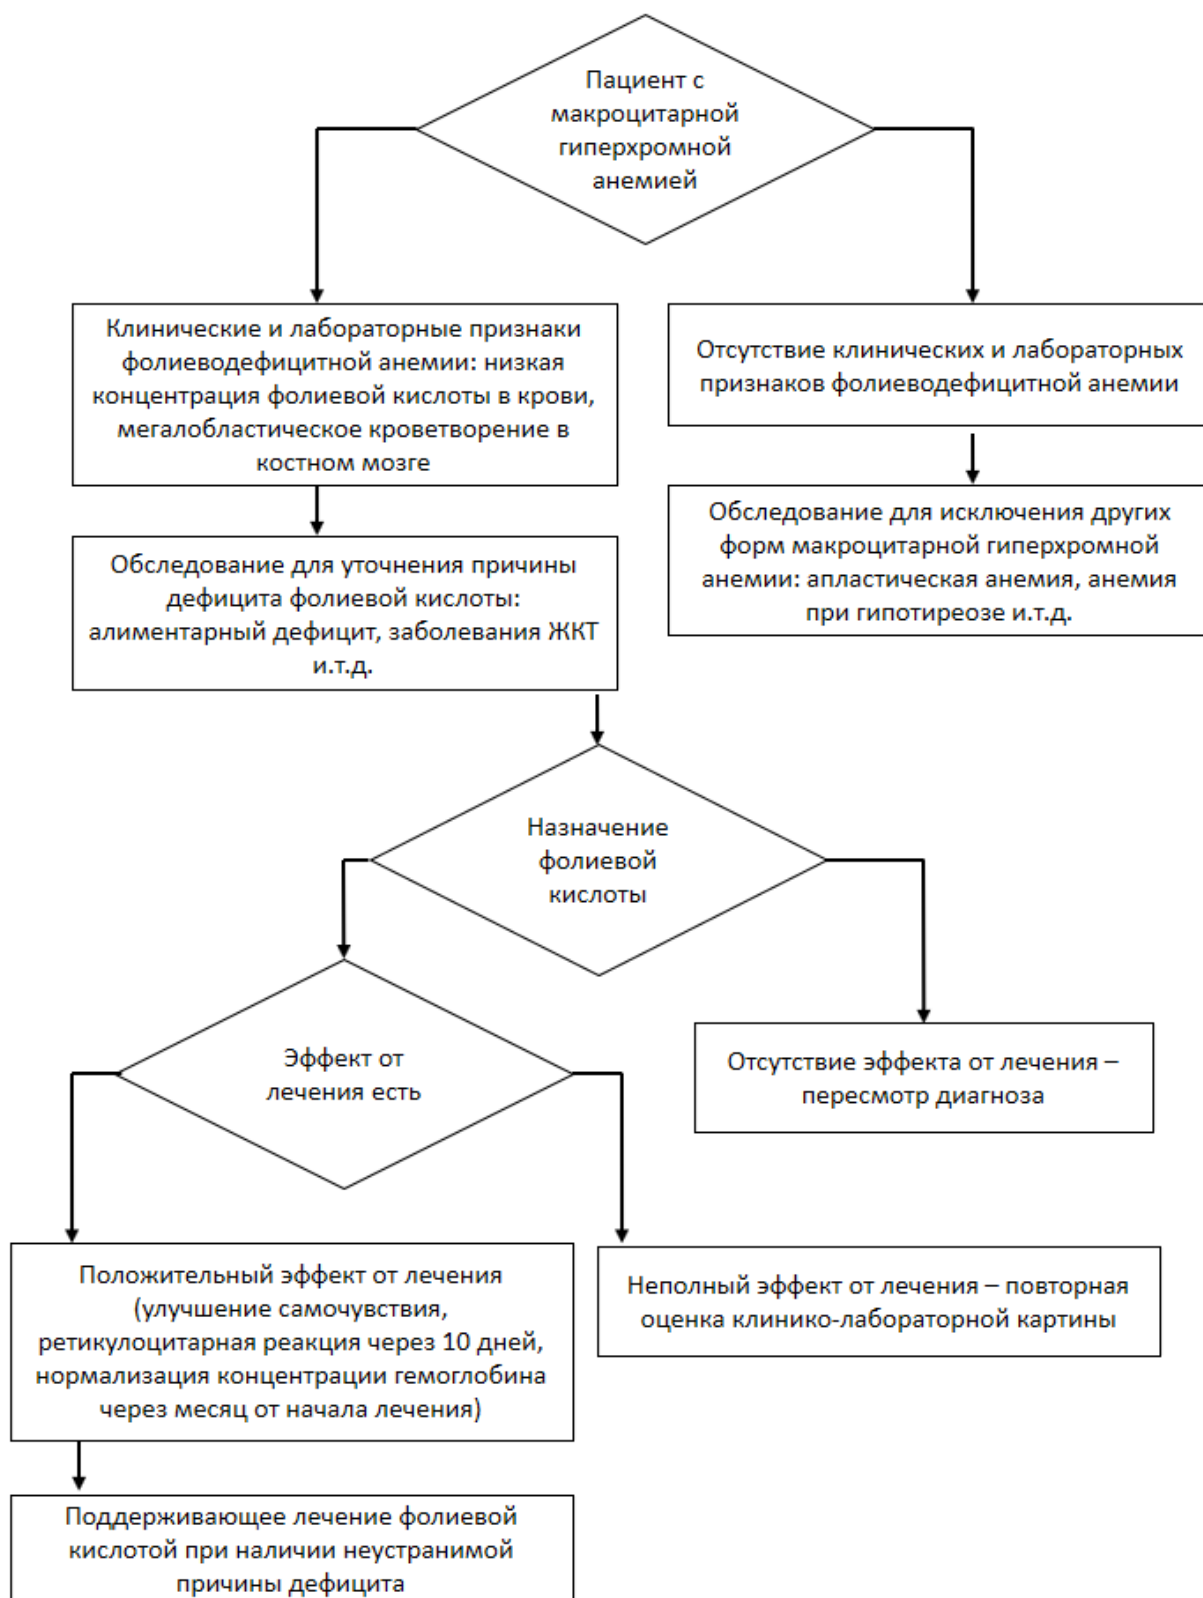 Пациент с
макроцитарной
гиперхромной
анемией
Клинические и лабораторные признаки
фолиеводефицитной анемии: низкая
концентрация фолиевой кислоты в крови,
мегалобластическое кроветворение в
костном мозге
Отсутствие клинических и лабораторных
признаков фолиеводефицитной анемии
Обследование для уточнения причины
дефицита фолиевой кислоты:
алиментарный дефицит, заболевания ЖКТ
и.т.д.
Обследование для исключения других
форм макроцитарной гиперхромной
анемии: апластическая анемия, анемия
при гипотиреозе и.т.д.
Назначение
фолиевой
кислоты
Эффект от
лечения есть
Отсутствие эффекта от лечения –
пересмотр диагноза
Положительный эффект от лечения
(улучшение самочувствия,
ретикулоцитарная реакция через 10 дней,
нормализация концентрации гемоглобина
через месяц от начала лечения)
Неполный эффект от лечения – повторная
оценка клинико-лабораторной картины
Поддерживающее лечение фолиевой
кислотой при наличии неустранимой
причины дефицита